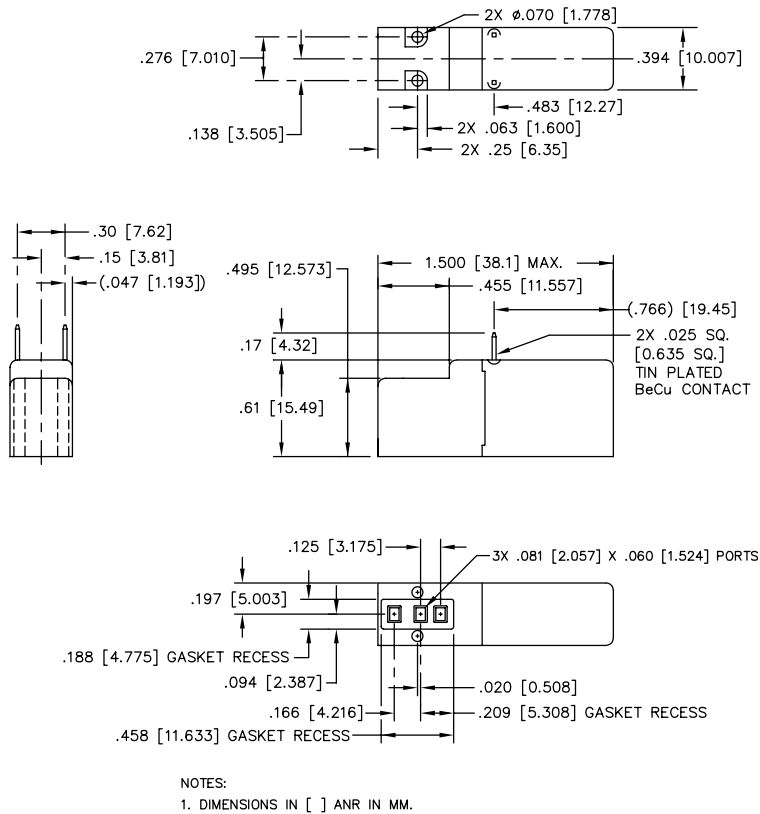 2X ø.070 [1.778]
.276 [7.010]
.394 [10.007]
.483 [12.27]
.138 [3.505]
2X .063 [1.600]
2X .25 [6.35]
.30 [7.62]
.15 [3.81]
(.047 [1.193])
.495 [12.573]
1.500 [38.1] MAX.
.455 [11.557]
(.766) [19.45]
.17 [4.32]
2X .025 SQ.
[0.635 SQ.]
TIN PLATED
BeCu CONTACT
.61 [15.49]
.125 [3.175]
3X .081 [2.057] X .060 [1.524] PORTS
.197 [5.003]
.188 [4.775] GASKET RECESS
.094 [2.387]
.020 [0.508]
.166 [4.216]
.209 [5.308] GASKET RECESS
.458 [11.633] GASKET RECESS
NOTES:
1. DIMENSIONS IN [ ] ANR IN MM.